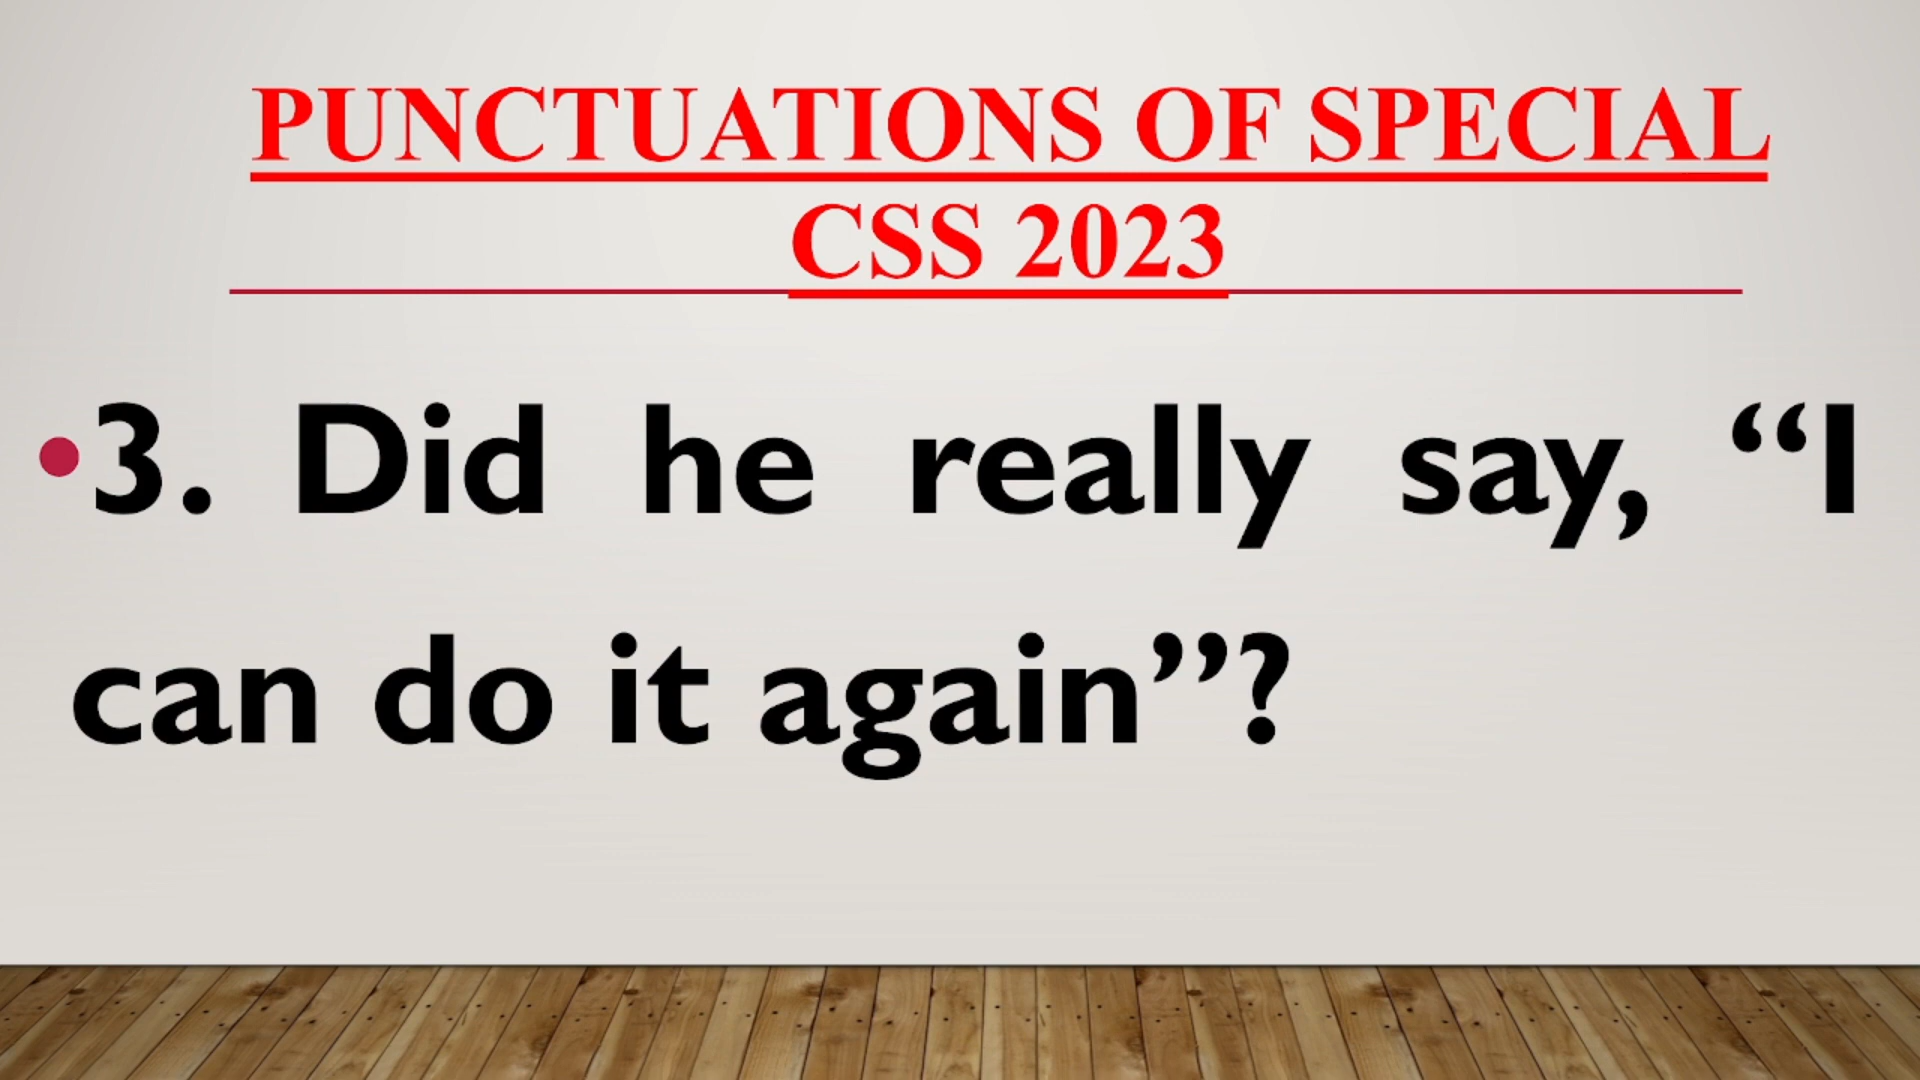 PUNCTUATIONS OF SPECIAL
CSS 2023
•3. Did he really say, “I
can do it again”?